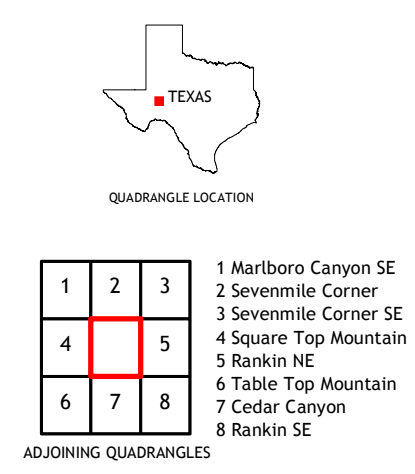 TEXAS
QUADRANGLE LOCATION
1 2 3
4 5
6 7 8
1 Marlboro Canyon SE
2 Sevenmile Corner
3 Sevenmile Corner SE
4 Square Top Mountain
5 Rankin NE
6 Table Top Mountain
7 Cedar Canyon
8 Rankin SE
ADJOINING QUADRANGLES